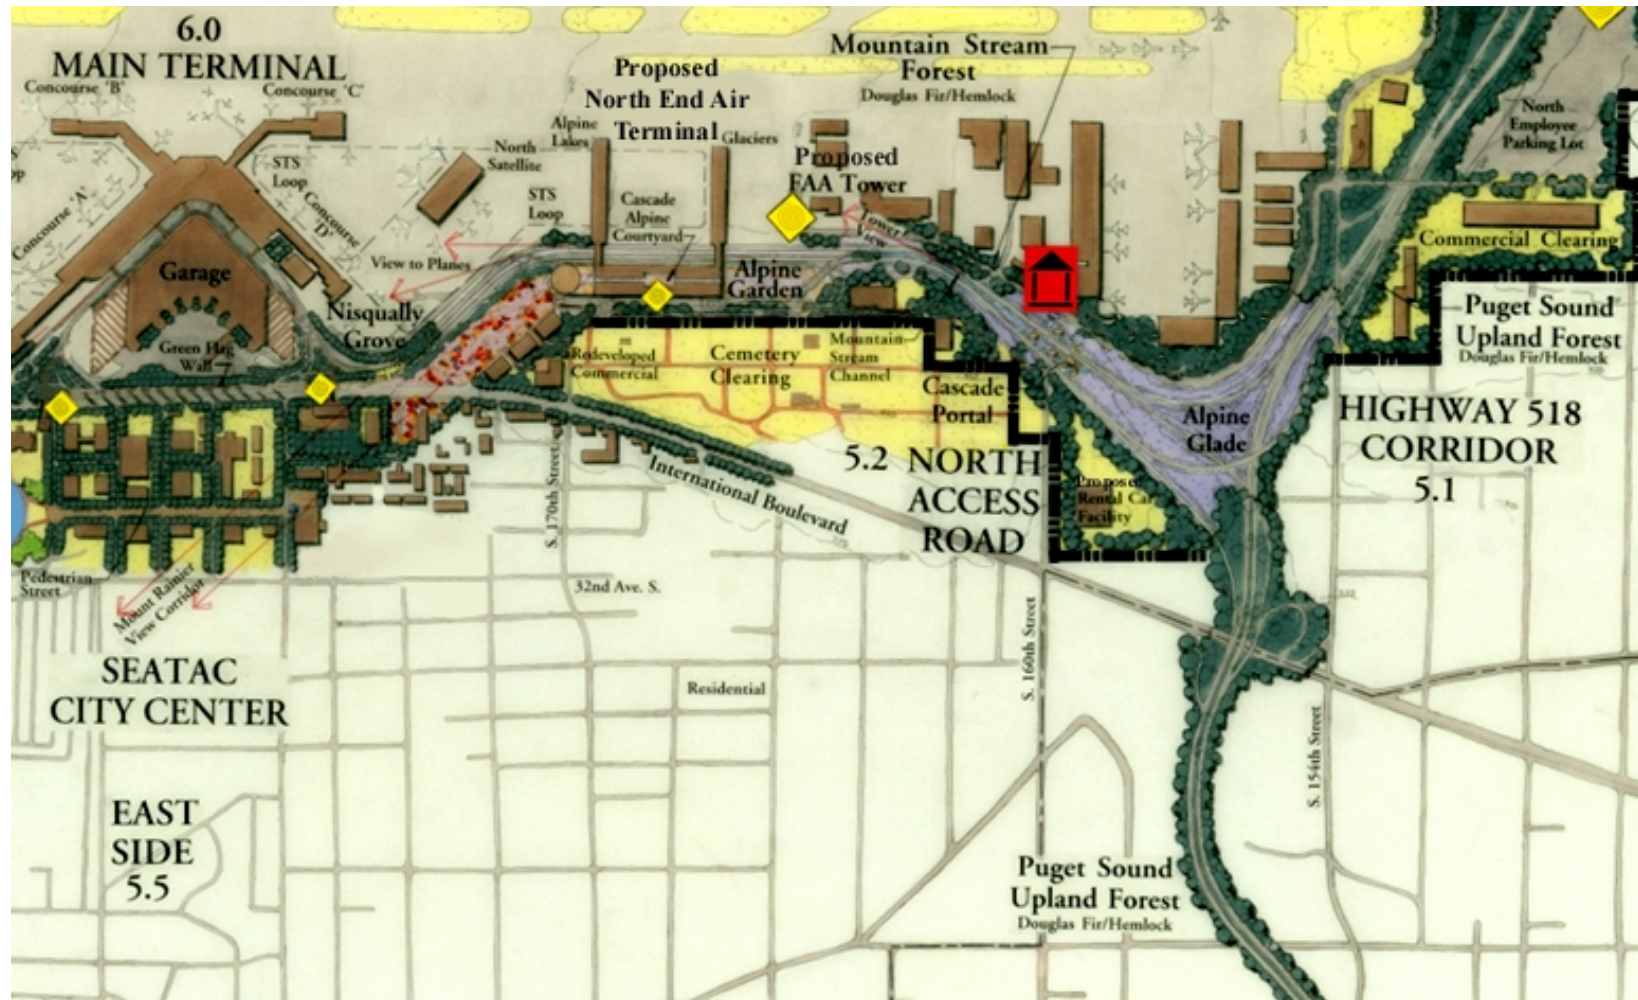 6.0
MAIN TERMINAL
Concourse 'B'
Concourse 'C'
Proposed
North End Air
Terminal
Mountain Stream
Forest
Douglas Fir/Hemlock
North
Employee
Parking Lot
Alpine
Lakes
Glaciers
North
Satellite
STS
Loop
Proposed
FAA Tower
STS
Loop
Cascade
Alpine
Courtyard
Tower
View
Concourse 'A'
Concourse
'D'
Commercial Clearing
View to Planes
Garage
Alpine
Garden
Nisqually
Grove
Puget Sound
Upland Forest
Douglas Fir/Hemlock
Green Hag
Wall
Redeveloped
Commercial
Cemetery
Clearing
Mountain
Stream
Channel
Cascade
Portal
Alpine
Glade
HIGHWAY 518
CORRIDOR
5.1
5.2 NORTH
ACCESS
ROAD
International Boulevard
S. 170th Street
Proposed
Rental Car
Facility
Pedestrian
Street
Mount Rainier
View Corridor
32nd Ave. S.
S. 160th Street
SEATAC
CITY CENTER
Residential
S. 154th Street
EAST
SIDE
5.5
Puget Sound
Upland Forest
Douglas Fir/Hemlock